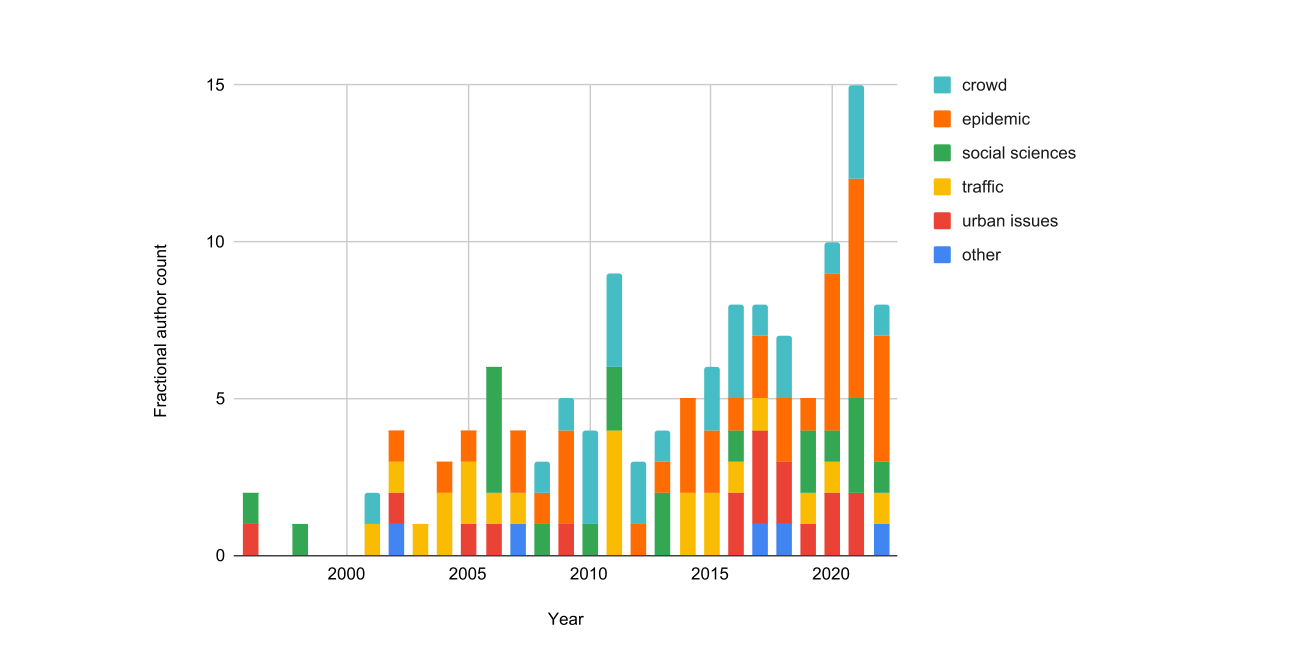 15
10
5
0
Fractional author count
2000 2005 2010 2015 2020
Year
crowd
epidemic
social sciences
traffic
urban issues
other